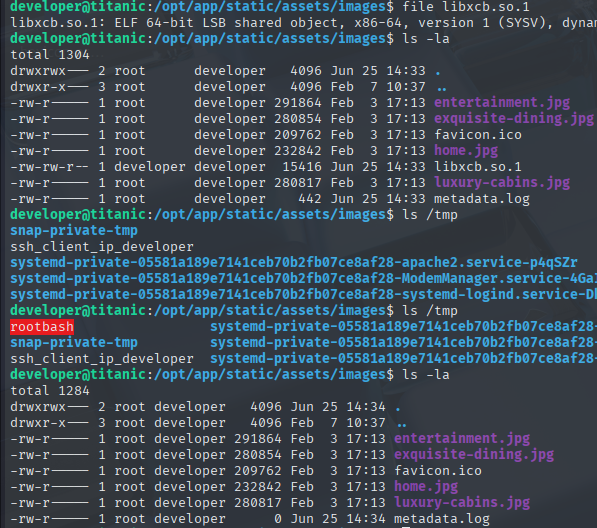 developer@titanic:/opt/app/static/assets/images$ file libxcb.so.1
libxcb.so.1: ELF 64-bit LSB shared object, x86-64, version 1 (SYSV), dyna
developer@titanic:/opt/app/static/assets/images$ ls -la
total 1304
drwxrwx--- 2 root developer 4096 Jun 25 14:33 .
drwxr-x--- 3 root developer 4096 Feb 7 10:37 ..
-rw-r----- 1 root developer 291864 Feb 3 17:13 entertainment.jpg
-rw-r----- 1 root developer 280854 Feb 3 17:13 exquisite-dining.jpg
-rw-r----- 1 root developer 209762 Feb 3 17:13 favicon.ico
-rw-r----- 1 root developer 232842 Feb 3 17:13 home.jpg
-rw-rw-r-- 1 developer developer 15416 Jun 25 14:33 libxcb.so.1
-rw-r----- 1 root developer 280817 Feb 3 17:13 luxury-cabins.jpg
-rw-r----- 1 root developer 442 Jun 25 14:33 metadata.log
developer@titanic:/opt/app/static/assets/images$ ls /tmp
snap-private-tmp
ssh_client_ip_developer
systemd-private-05581a189e7141ceb70b2fb07ce8af28-apache2.service-p4qSZr
systemd-private-05581a189e7141ceb70b2fb07ce8af28-ModemManager.service-4Ga
systemd-private-05581a189e7141ceb70b2fb07ce8af28-systemd-logind.service-D
developer@titanic:/opt/app/static/assets/images$ ls /tmp
rootbash systemd-private-05581a189e7141ceb70b2fb07ce8af28-
snap-private-tmp systemd-private-05581a189e7141ceb70b2fb07ce8af28-
ssh_client_ip_developer systemd-private-05581a189e7141ceb70b2fb07ce8af28-
developer@titanic:/opt/app/static/assets/images$ ls -la
total 1284
drwxrwx--- 2 root developer 4096 Jun 25 14:34 .
drwxr-x--- 3 root developer 4096 Feb 7 10:37 ..
-rw-r----- 1 root developer 291864 Feb 3 17:13 entertainment.jpg
-rw-r----- 1 root developer 280854 Feb 3 17:13 exquisite-dining.jpg
-rw-r----- 1 root developer 209762 Feb 3 17:13 favicon.ico
-rw-r----- 1 root developer 232842 Feb 3 17:13 home.jpg
-rw-r----- 1 root developer 280817 Feb 3 17:13 luxury-cabins.jpg
-rw-r----- 1 root developer 0 Jun 25 14:34 metadata.log